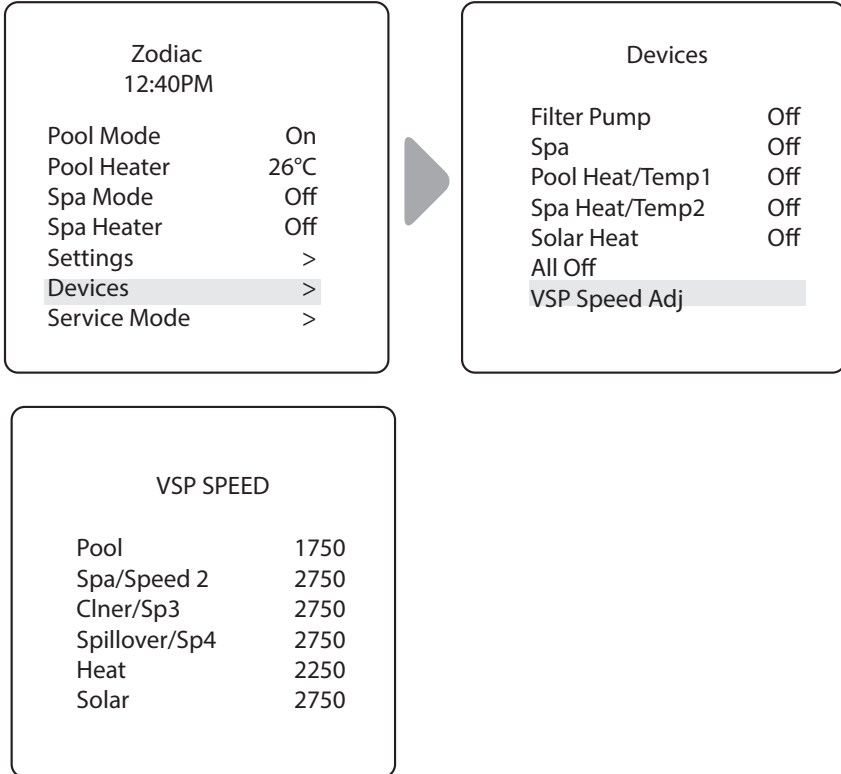 Zodiac
12:40PM
Pool Mode On
Pool Heater 26°C
Spa Mode Off
Spa Heater Off
Settings >
Devices >
Service Mode >
Devices
Filter Pump Off
Spa Off
Pool Heat/Temp1 Off
Spa Heat/Temp2 Off
Solar Heat Off
All Off
VSP Speed Adj
VSP SPEED
Pool 1750
Spa/Speed 2 2750
Clner/Sp3 2750
Spillover/Sp4 2750
Heat 2250
Solar 2750